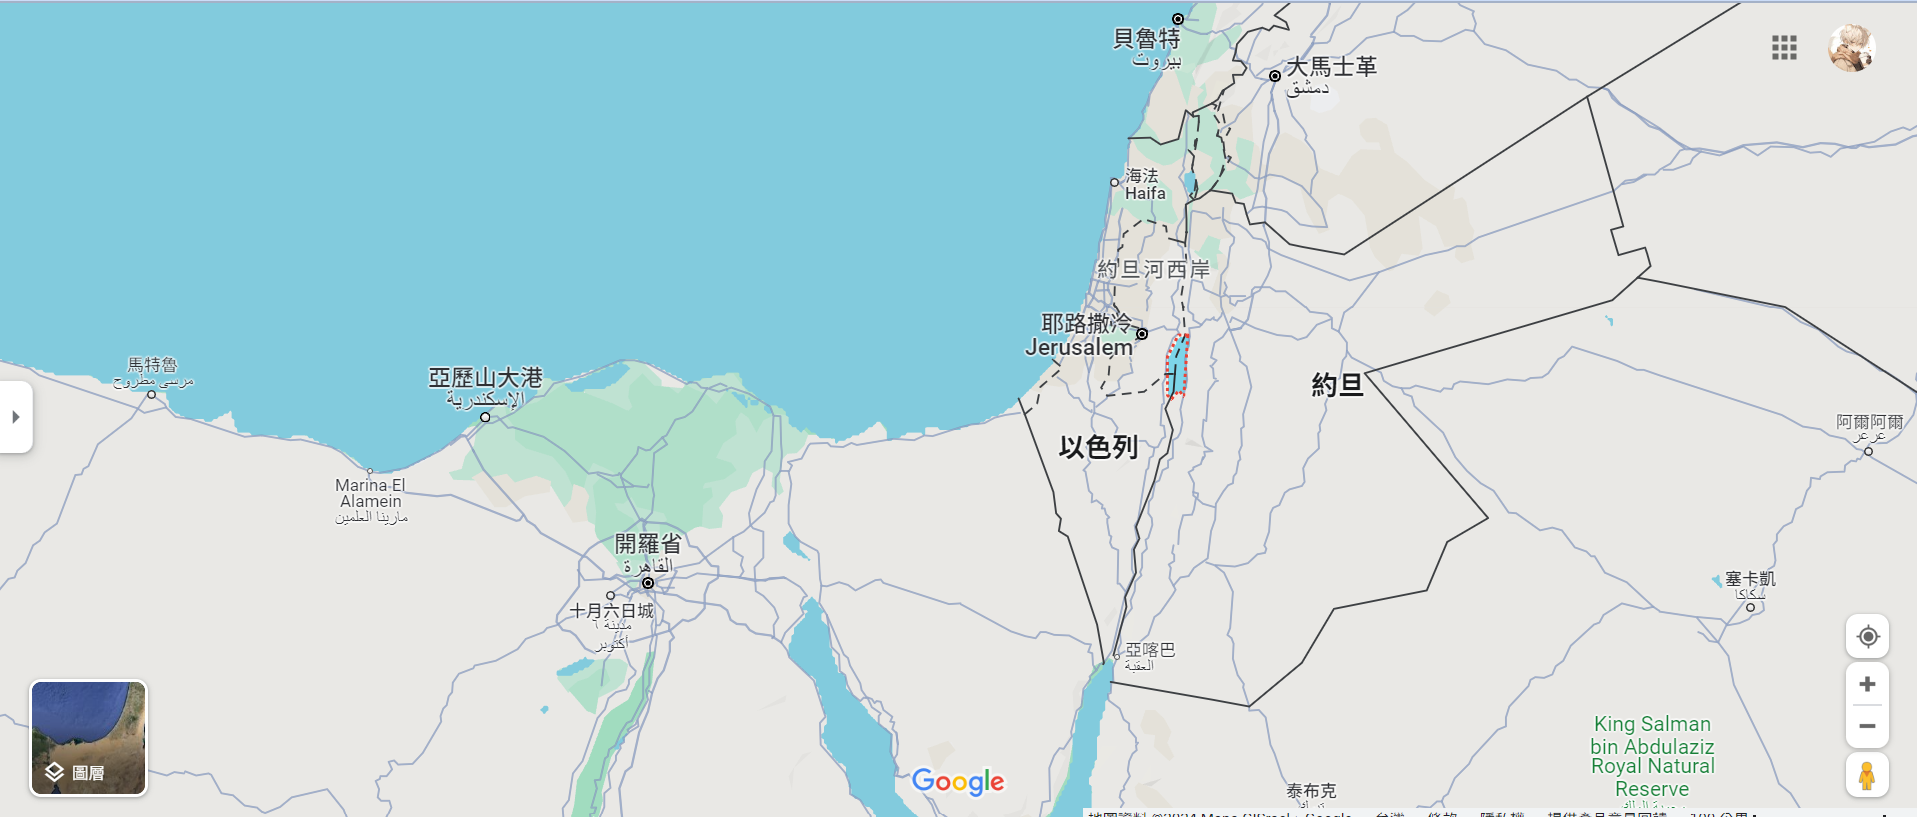 貝魯特
بيروت
大馬士革
دمشق
海法
Haifa
約旦河西岸
耶路撒冷
Jerusalem
馬特魯
مرسى مطروح
亞歷山大港
الإسكندرية
約旦
阿爾阿爾
عرعر
以色列
Marina El
Alamein
مارينا العلمين
開羅省
القاهرة
塞卡凱
سكاكا
十月六日城
مدينة ٦
أكتوبر
亞喀巴
العقبة
King Salman
bin Abdulaziz
Royal Natural
Reserve
圖層
Google
泰布克